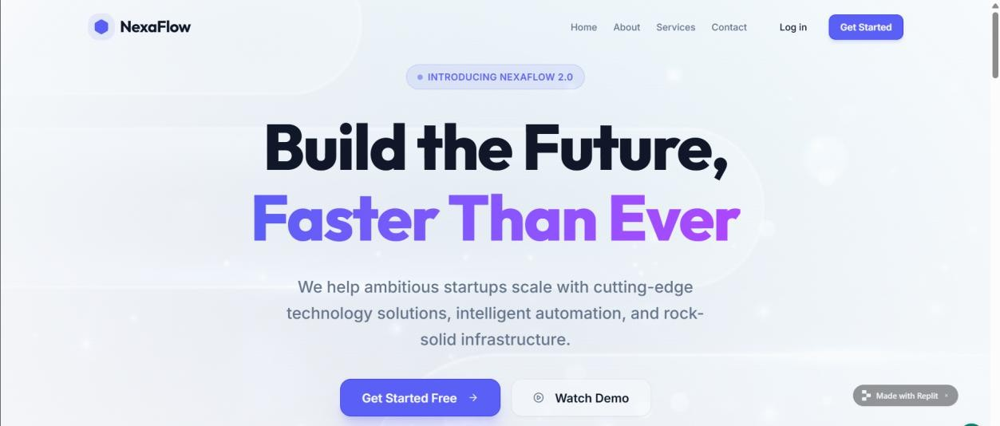 NexaFlow
Home About Services Contact Log in Get Started
INTRODUCING NEXAFLOW 2.0
Build the Future,
Faster Than Ever
We help ambitious startups scale with cutting-edge
technology solutions, intelligent automation, and rock-
solid infrastructure.
Get Started Free → Watch Demo
Made with Replit ×